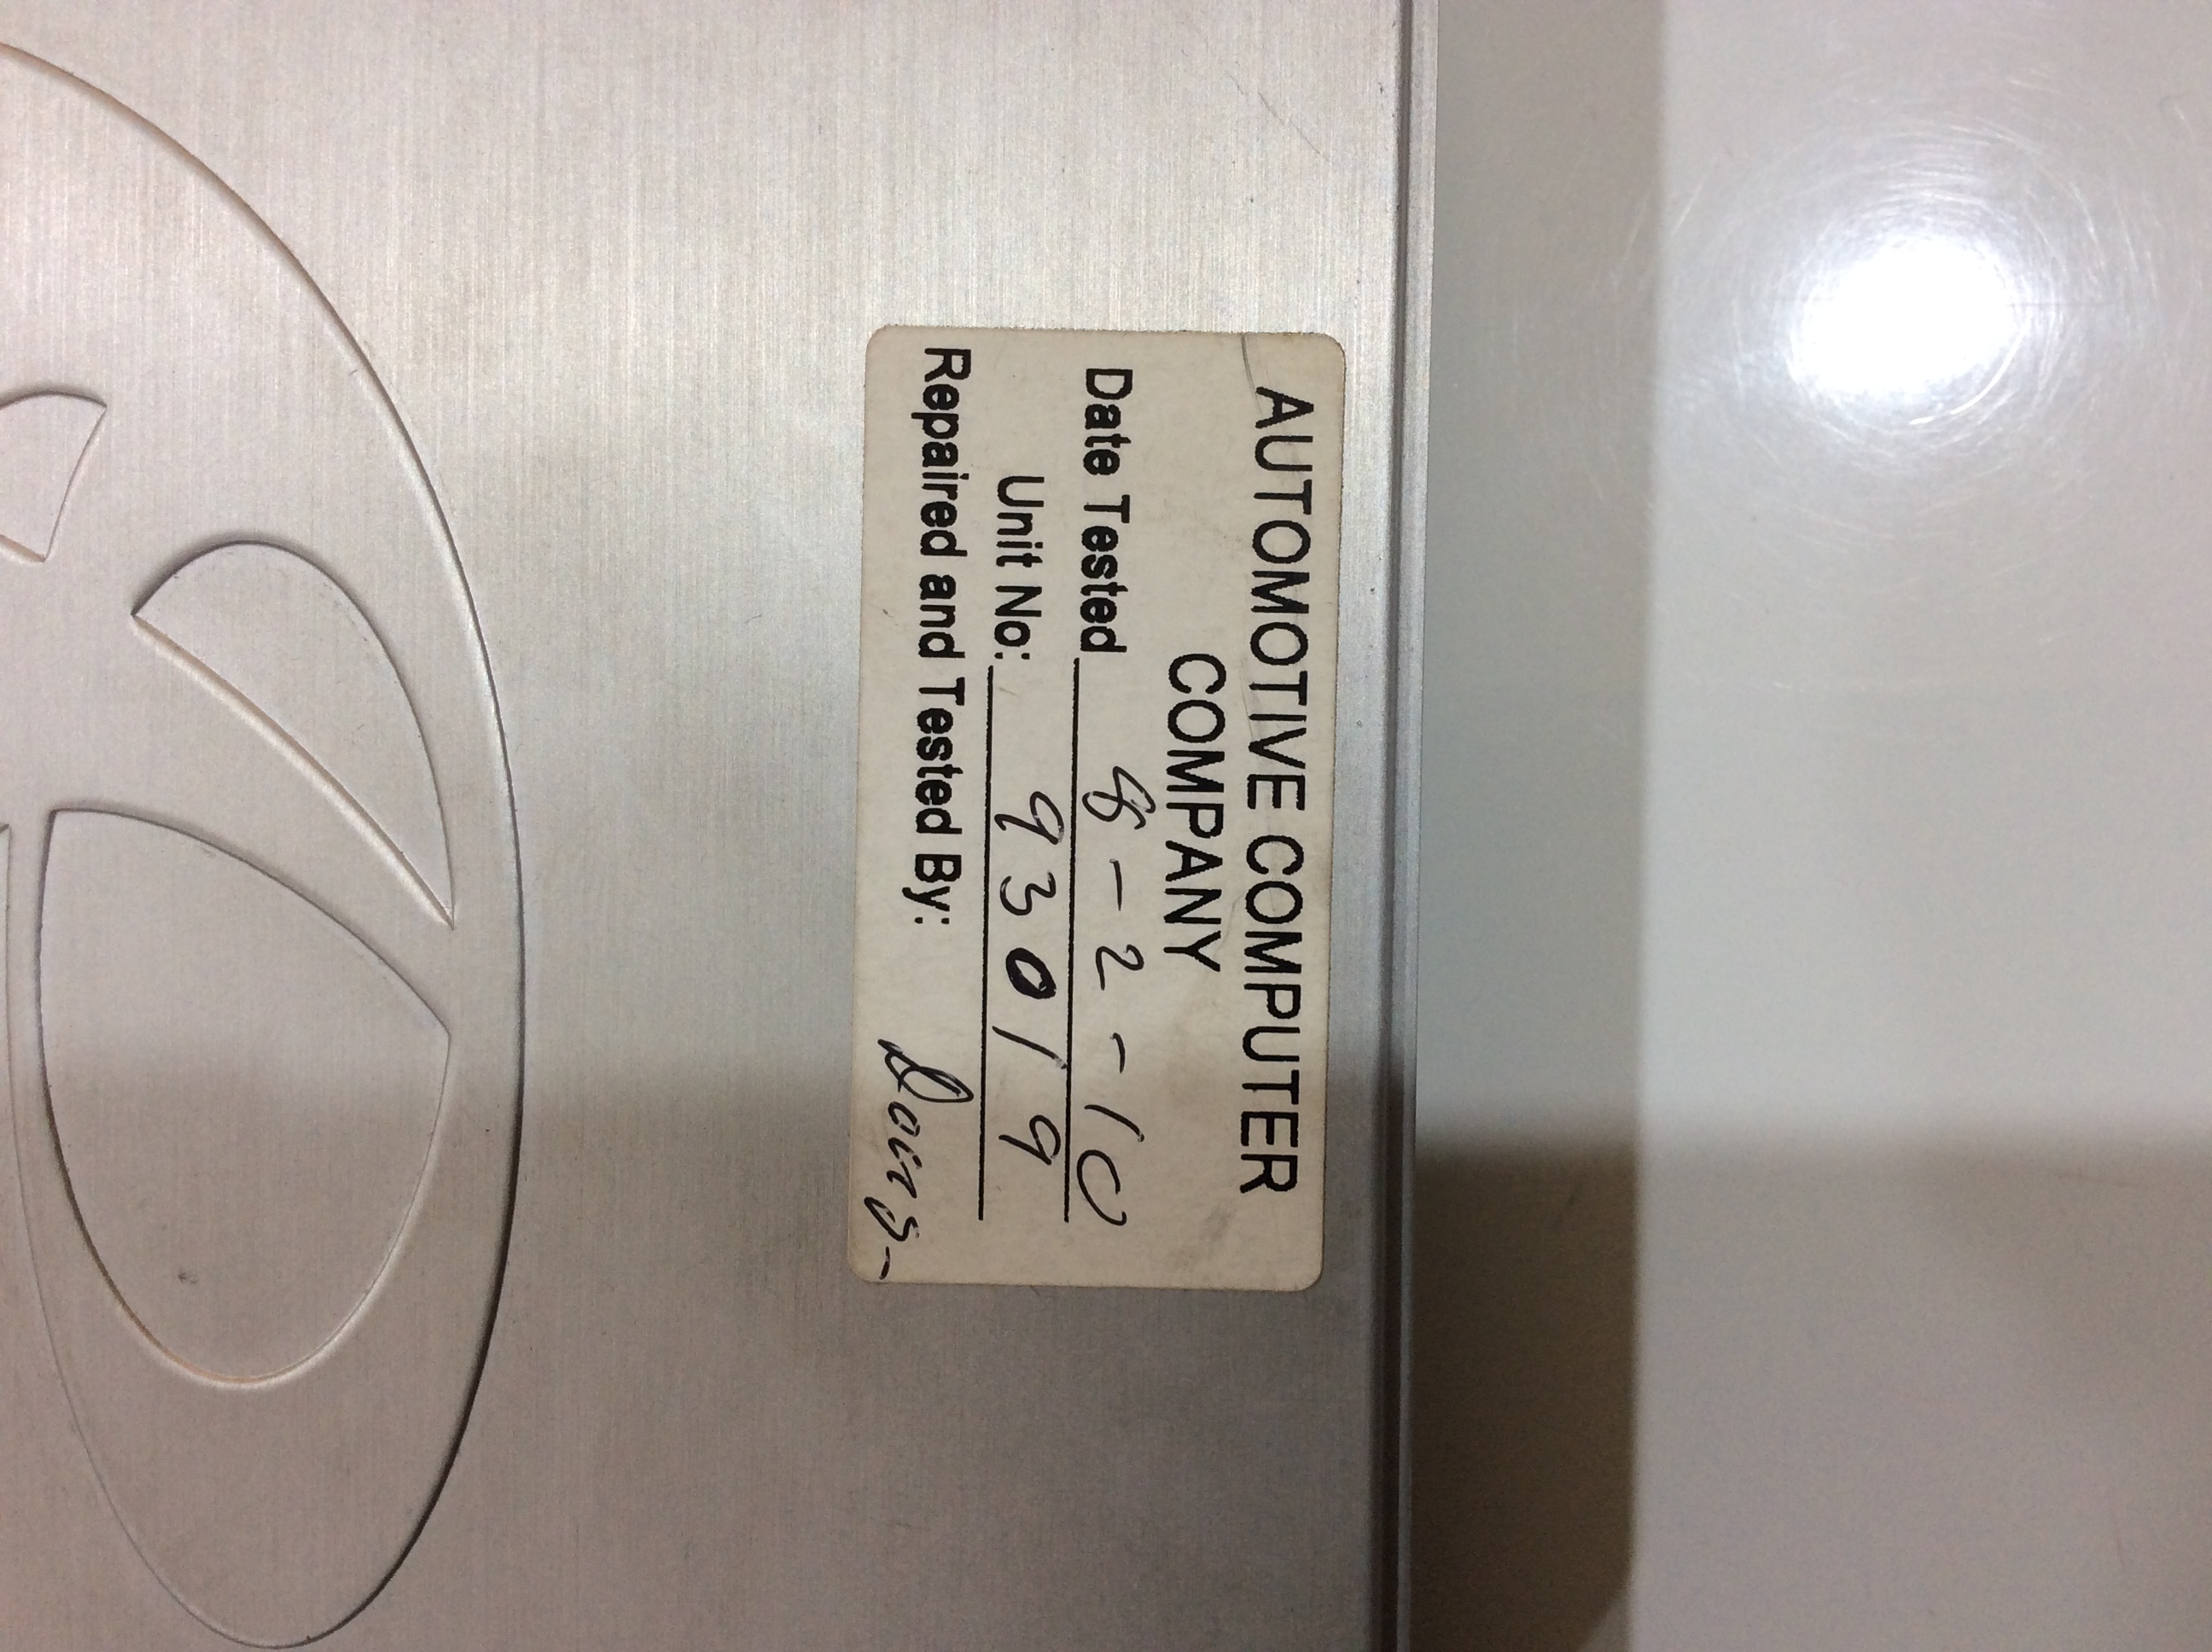 AUTOMOTIVE COMPUTER
COMPANY
Date Tested 8-2-10
Unit No: 93019
Repaired and Tested By: